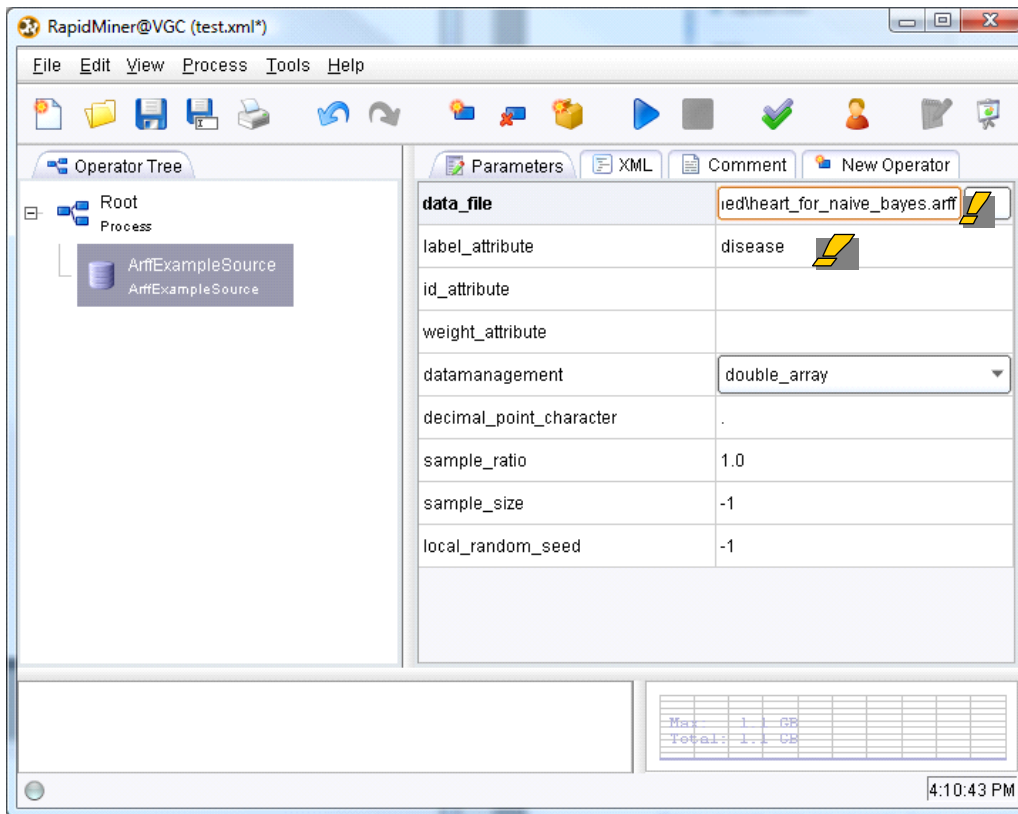 RapidMiner@VGC (test.xml*)
File Edit View Process Tools Help
Operator Tree
Root
Process
ArffExampleSource
ArffExampleSource
Parameters XML Comment New Operator
data_file ıed\heart_for_naive_bayes.arff
label_attribute disease
id_attribute
weight_attribute
datamanagement double_array
decimal_point_character .
sample_ratio 1.0
sample_size -1
local_random_seed -1
Max: 1.1 GB
Total: 1.1 GB
4:10:43 PM